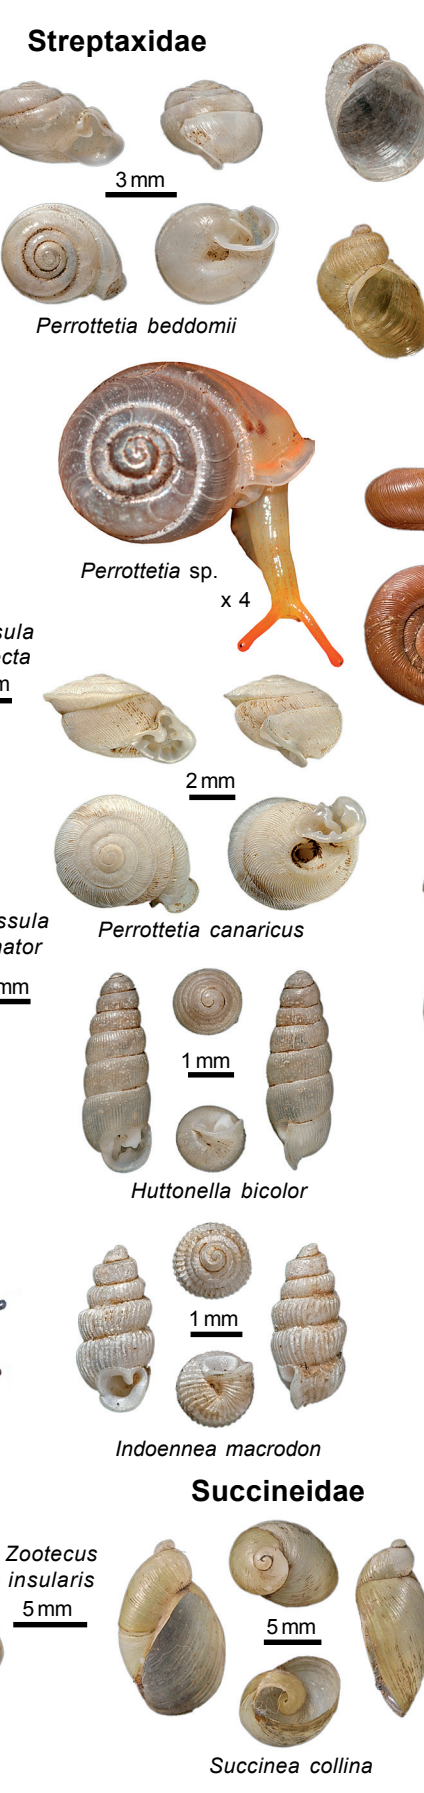 Streptaxidae
3 mm
Perrottetia beddomii
Perrottetia sp.
x 4
2 mm
Perrottetia canaricus
1 mm
Huttonella bicolor
1 mm
Indoennea macrodon
Succineidae
Zootecus
insularis
5 mm
5 mm
Succinea collina